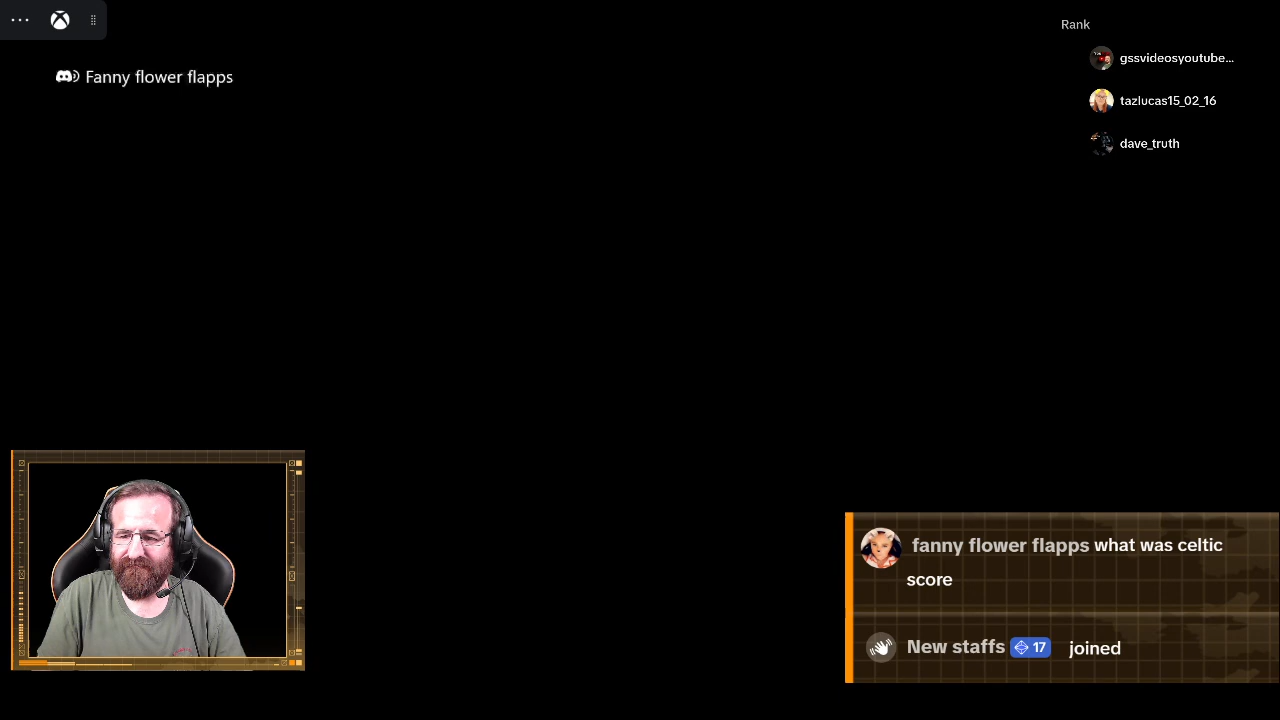 Rank
gssvideosyoutube...
Fanny flower flapps
tazlucas15_02_16
dave_truth
fanny flower flapps what was celtic
score
New staffs 17 joined